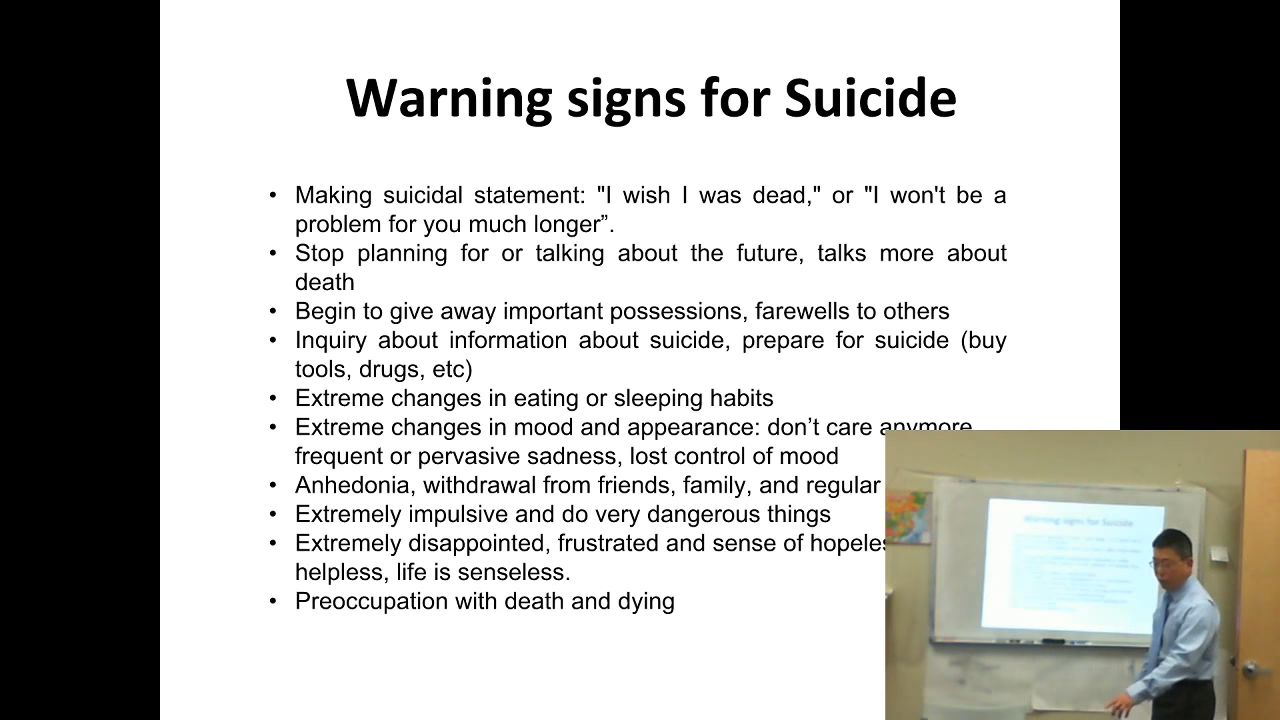 Warning signs for Suicide
• Making suicidal statement: "I wish I was dead," or "I won't be a
problem for you much longer”.
• Stop planning for or talking about the future, talks more about
death
• Begin to give away important possessions, farewells to others
• Inquiry about information about suicide, prepare for suicide (buy
tools, drugs, etc)
• Extreme changes in eating or sleeping habits
• Extreme changes in mood and appearance: don’t care anymore
frequent or pervasive sadness, lost control of mood
• Anhedonia, withdrawal from friends, family, and regular
• Extremely impulsive and do very dangerous things
• Extremely disappointed, frustrated and sense of
helpless, life is senseless.
• Preoccupation with death and dying
Warning signs for Suicide